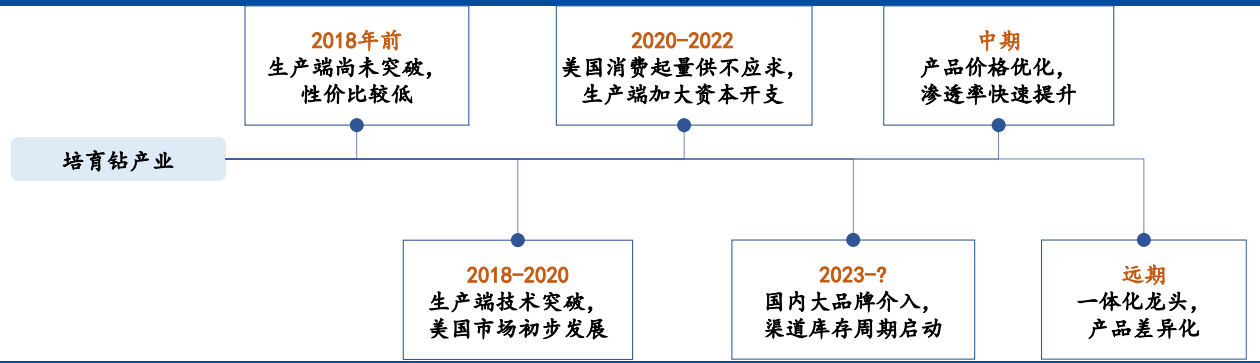 培育钻产业
2018年前
生产端尚未突破，
性价比较低
2018-2020
生产端技术突破，
美国市场初步发展
2020-2022
美国消费起量供不应求，
生产端加大资本开支
2023-?
国内大品牌介入，
渠道库存周期启动
中期
产品价格优化，
渗透率快速提升
远期
一体化龙头，
产品差异化